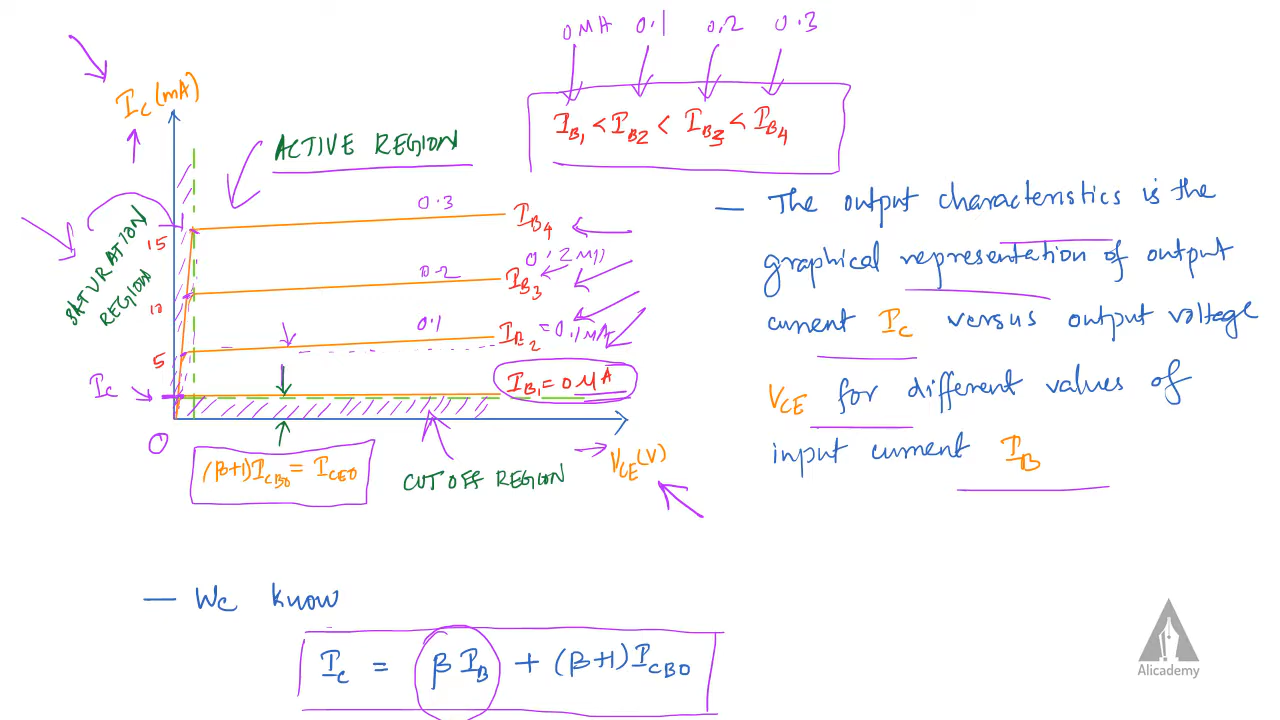 0 MA 0.1 0.2 0.3
IB1 < IB2 < IB3 < IB4
IC (mA)
ACTIVE REGION
SATURATION
REGION
15
10
5
IC
0
0.3
IB4
0.2
IB3
0.2 MA
0.1
IB2 = 0.1 MA
IB1 = 0 MA
(β+1) ICBO = ICEO
CUT OFF REGION
VCE (V)
— The output characteristics is the
graphical representation of output
current IC versus output voltage
VCE for different values of
input current IB
— We know
IC = β IB + (β+1) ICBO
Alicademy